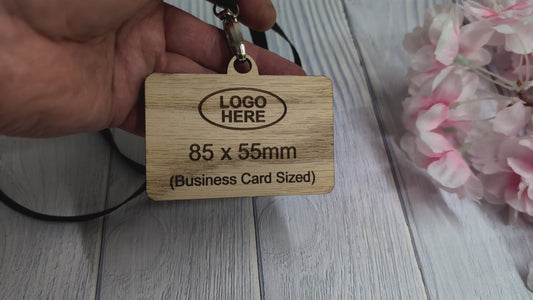 LOGO
HERE
85 x 55mm
(Business Card Sized)